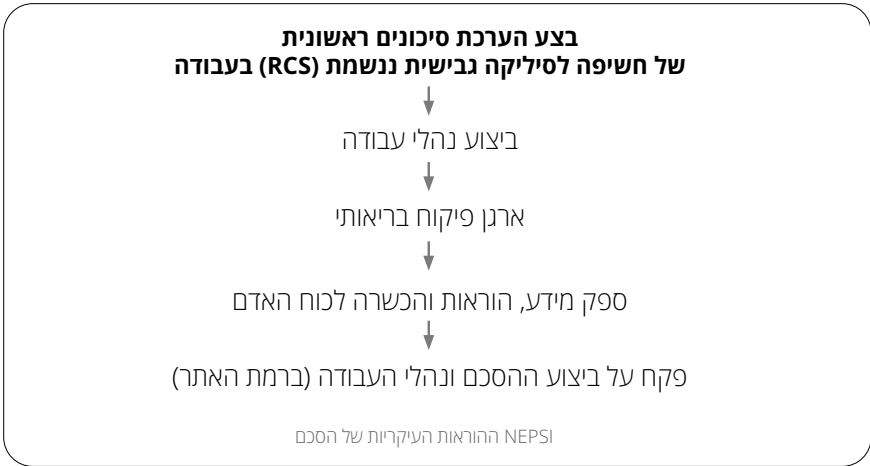 בצע הערכת סיכונים ראשונית
של חשיפה לסיליקה גבישית ננשמת (RCS) בעבודה
ביצוע נהלי עבודה
ארגן פיקוח בריאותי
ספק מידע, הוראות והכשרה לכוח האדם
פקח על ביצוע ההסכם ונהלי העבודה (ברמת האתר)
NEPSI ההוראות העיקריות של הסכם